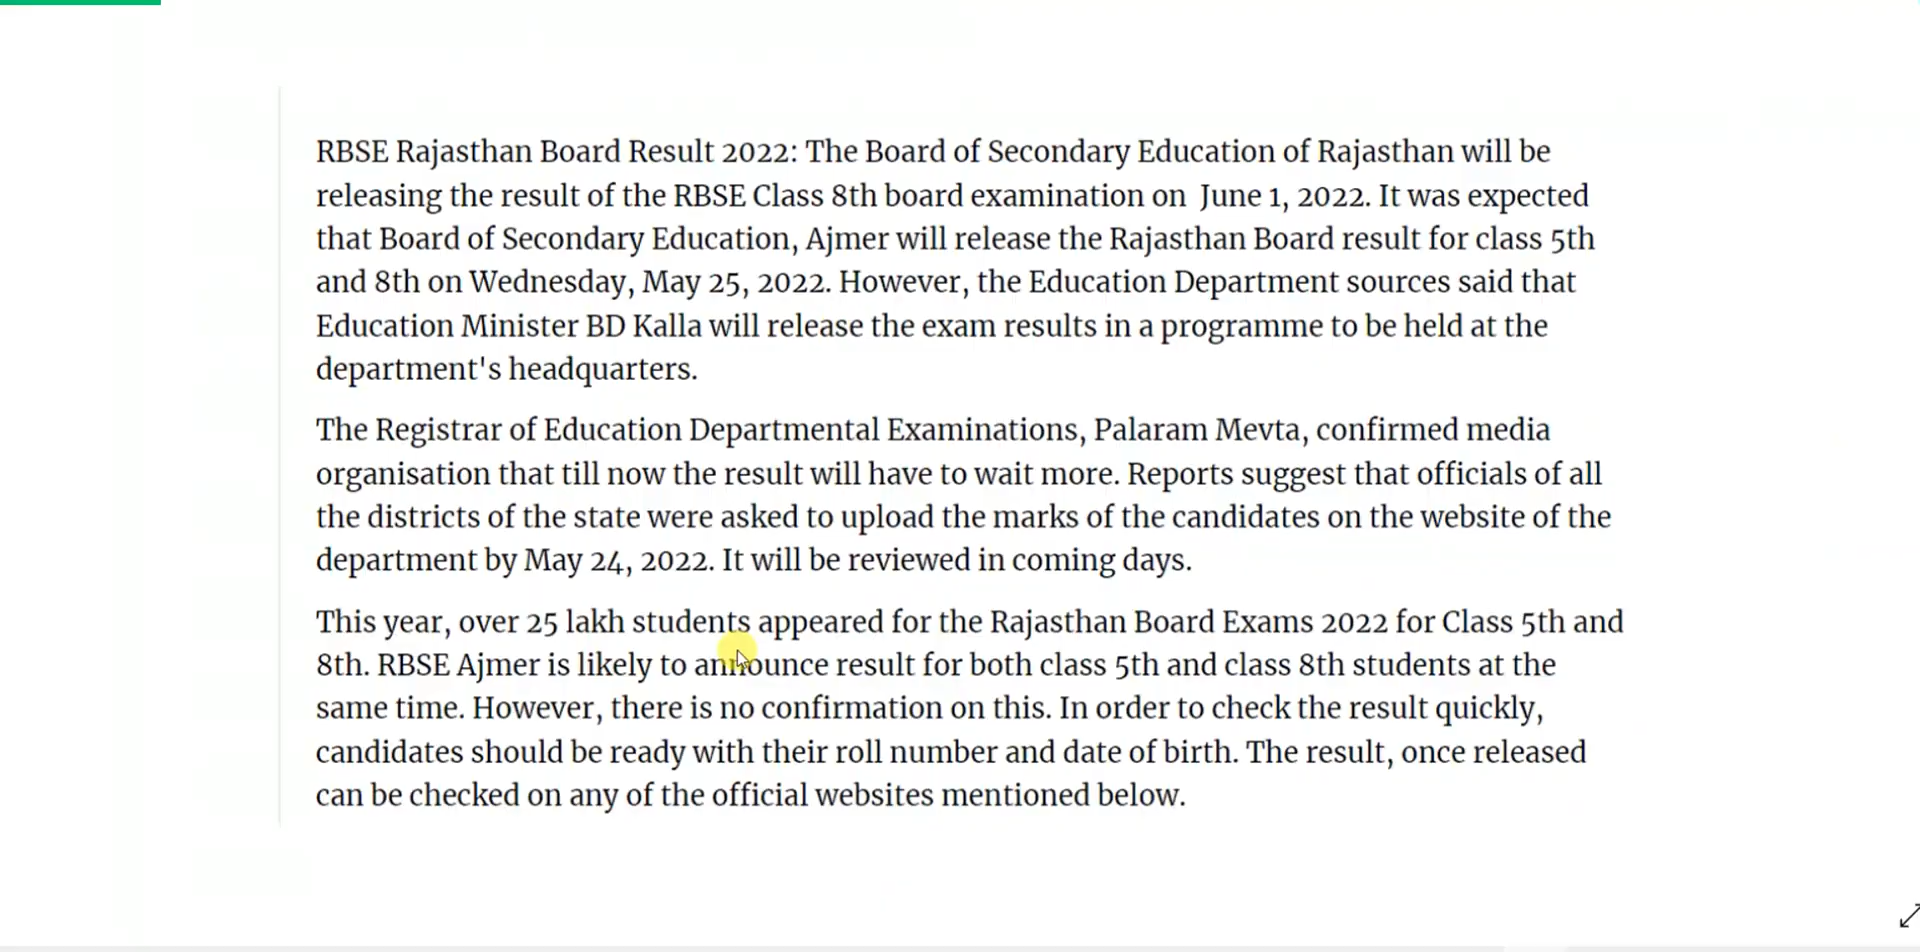 RBSE Rajasthan Board Result 2022: The Board of Secondary Education of Rajasthan will be
releasing the result of the RBSE Class 8th board examination on June 1, 2022. It was expected
that Board of Secondary Education, Ajmer will release the Rajasthan Board result for class 5th
and 8th on Wednesday, May 25, 2022. However, the Education Department sources said that
Education Minister BD Kalla will release the exam results in a programme to be held at the
department's headquarters.
The Registrar of Education Departmental Examinations, Palaram Mevta, confirmed media
organisation that till now the result will have to wait more. Reports suggest that officials of all
the districts of the state were asked to upload the marks of the candidates on the website of the
department by May 24, 2022. It will be reviewed in coming days.
This year, over 25 lakh students appeared for the Rajasthan Board Exams 2022 for Class 5th and
8th. RBSE Ajmer is likely to announce result for both class 5th and class 8th students at the
same time. However, there is no confirmation on this. In order to check the result quickly,
candidates should be ready with their roll number and date of birth. The result, once released
can be checked on any of the official websites mentioned below.